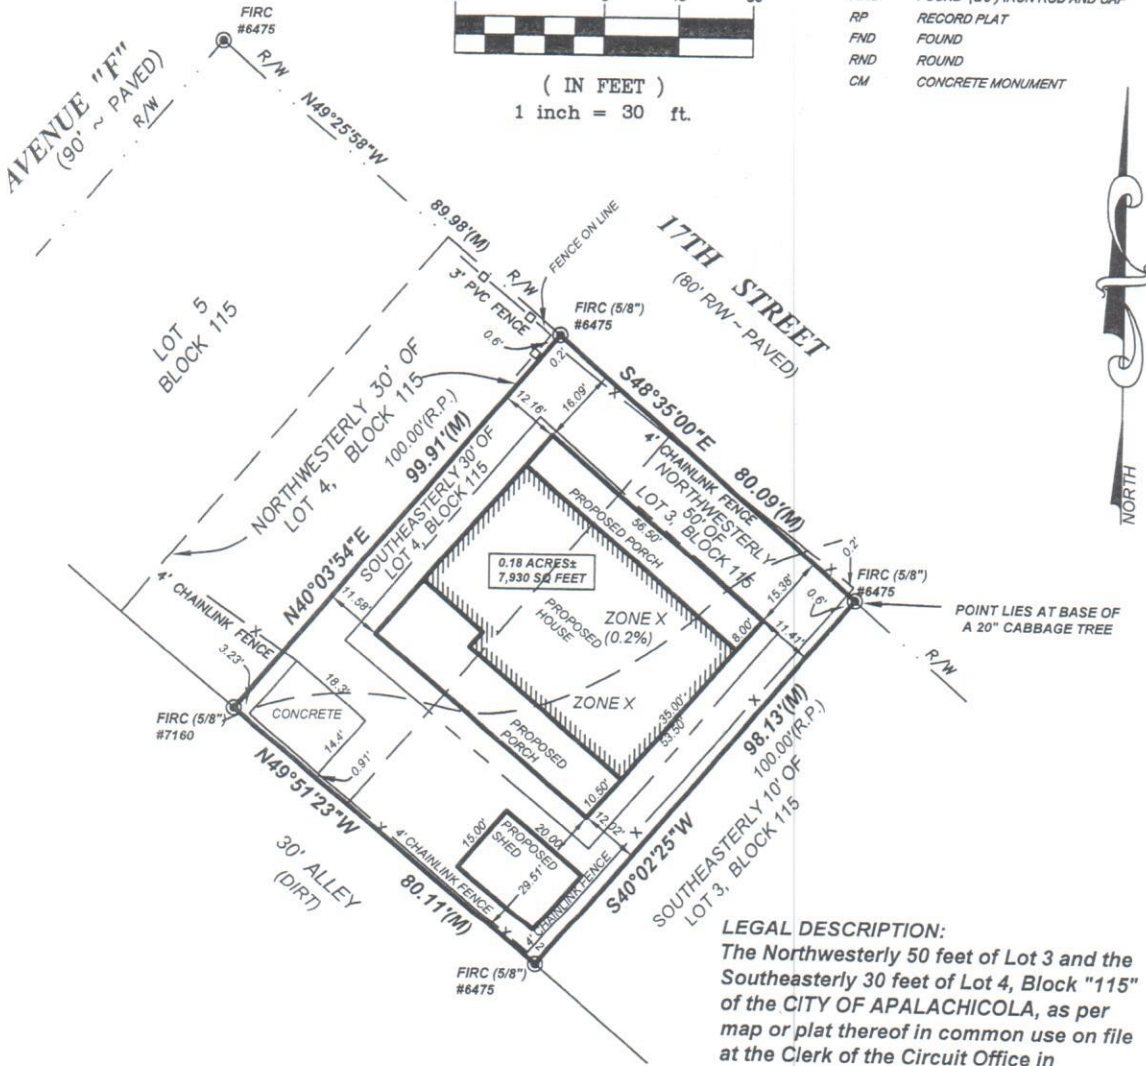 FIRC
#6475
RP RECORD PLAT
FND FOUND
RND ROUND
CM CONCRETE MONUMENT
( IN FEET )
1 inch = 30 ft.
AVENUE "F"
(90' ~ PAVED)
R/W
R/W
N49°25'58"W
89.98'(M)
R/W
FENCE ON LINE
3' PVC FENCE
17TH STREET
(80' R/W ~ PAVED)
NORTH
FIRC (5/8")
#6475
0.6'
0.2'
LOT 5
BLOCK 115
NORTHWESTERLY 30' OF
LOT 4, BLOCK 115
100.00'(R.P.)
99.91'(M)
N40°03'54"E
SOUTHEASTERLY 30' OF
LOT 4, BLOCK 115
12.16'
16.09'
S48°35'00"E
80.09'(M)
4' CHAINLINK FENCE
NORTHWESTERLY
50' OF
LOT 3, BLOCK 115
PROPOSED PORCH
56.50'
0.18 ACRES±
7,930 SQ FEET
PROPOSED
HOUSE
ZONE X
(0.2%)
ZONE X
8.00'
15.38'
11.41'
0.2'
0.6'
FIRC (5/8")
#6475
POINT LIES AT BASE OF
A 20" CABBAGE TREE
R/W
4' CHAINLINK FENCE
11.58'
3.23'
18.3'
CONCRETE
14.4'
0.91'
FIRC (5/8")
#7160
N49°51'23"W
80.11'(M)
30' ALLEY
(DIRT)
4' CHAINLINK FENCE
PROPOSED
PORCH
35.00'
53.50'
10.50'
12.02'
98.13'(M)
100.00'(R.P.)
S40°02'25"W
SOUTHEASTERLY 10' OF
LOT 3, BLOCK 115
15.00'
20.00'
PROPOSED
SHED
29.51'
4' CHAINLINK FENCE
FIRC (5/8")
#6475
LEGAL DESCRIPTION:
The Northwesterly 50 feet of Lot 3 and the
Southeasterly 30 feet of Lot 4, Block "115"
of the CITY OF APALACHICOLA, as per
map or plat thereof in common use on file
at the Clerk of the Circuit Office in